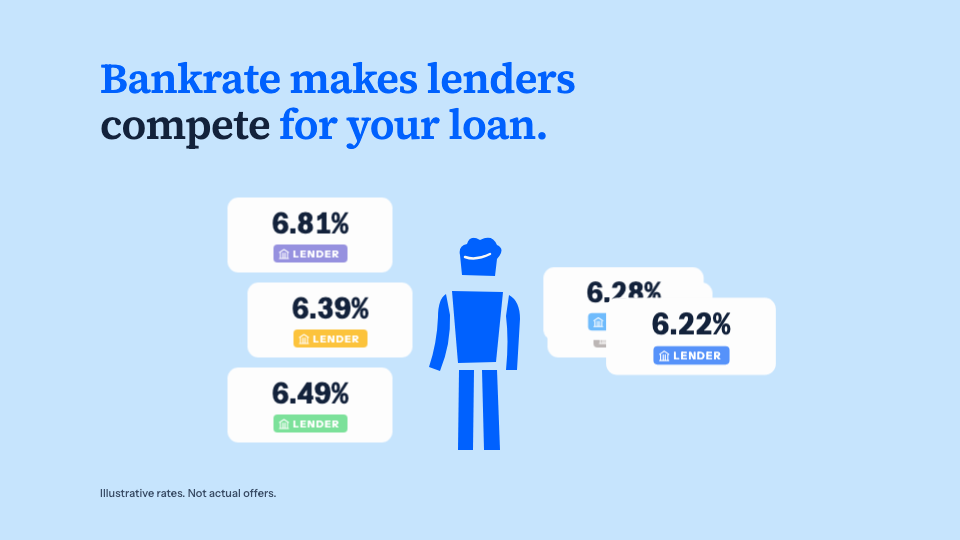 Bankrate makes lenders
compete for your loan.
6.81%
LENDER
6.39%
LENDER
6.49%
LENDER
6.28%
6.22%
LENDER
Illustrative rates. Not actual offers.